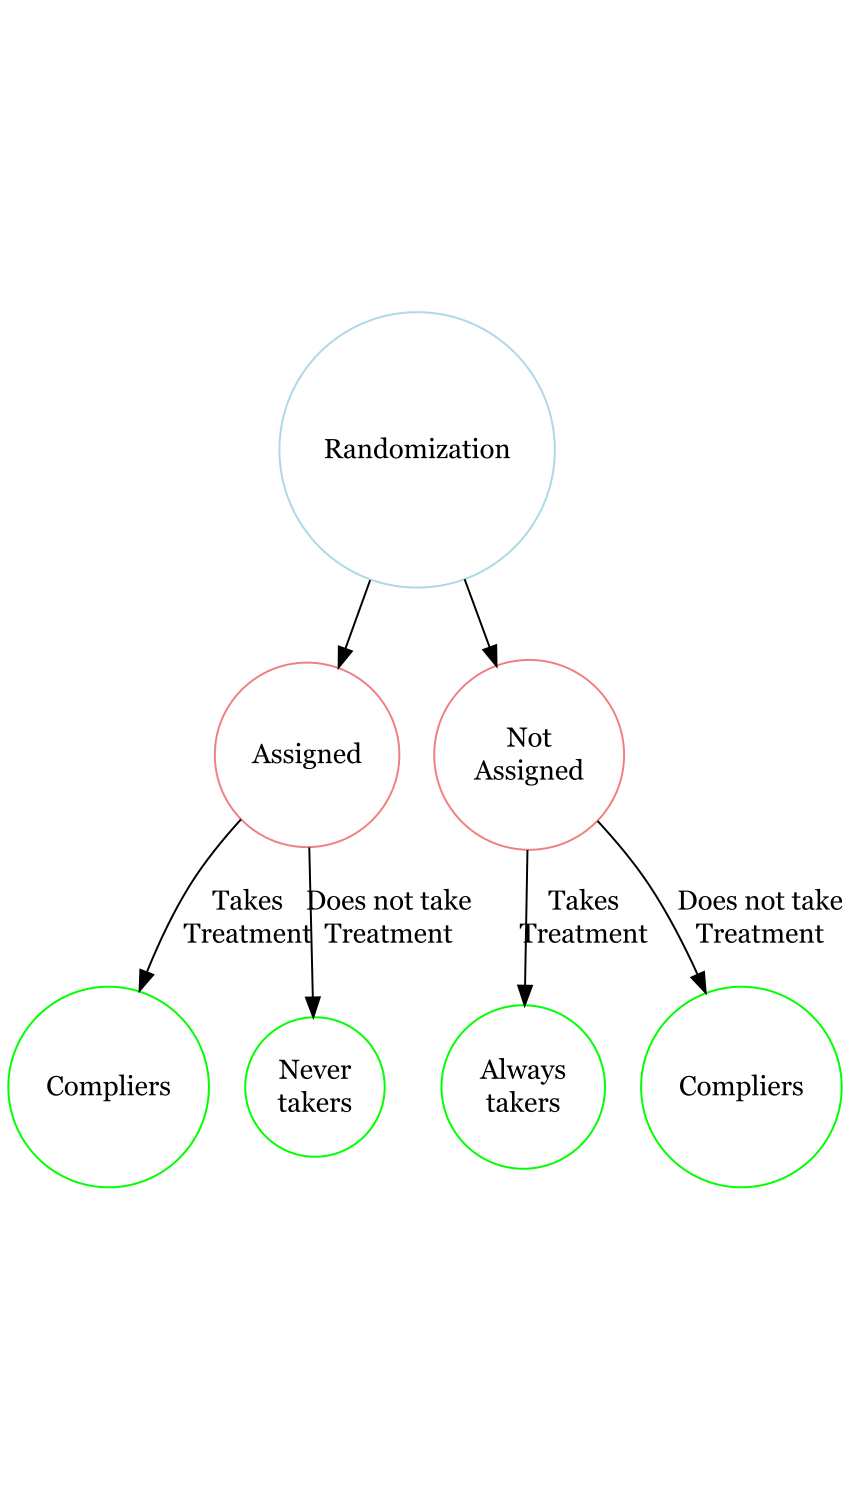 Randomization
Assigned
Not
Assigned
Takes
Treatment
Does not take
Treatment
Takes
Treatment
Does not take
Treatment
Compliers
Never
takers
Always
takers
Compliers